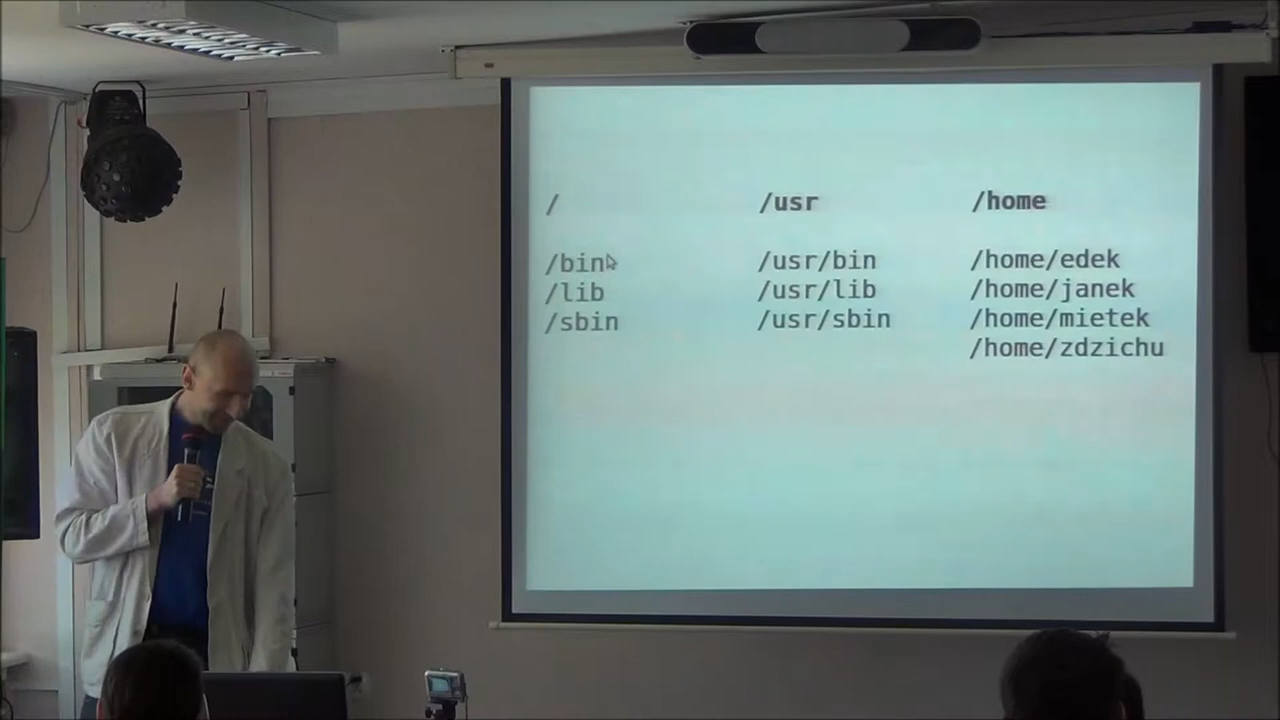 / /usr /home
/bin /usr/bin /home/edek
/lib /usr/lib /home/janek
/sbin /usr/sbin /home/mietek
/home/zdzichu